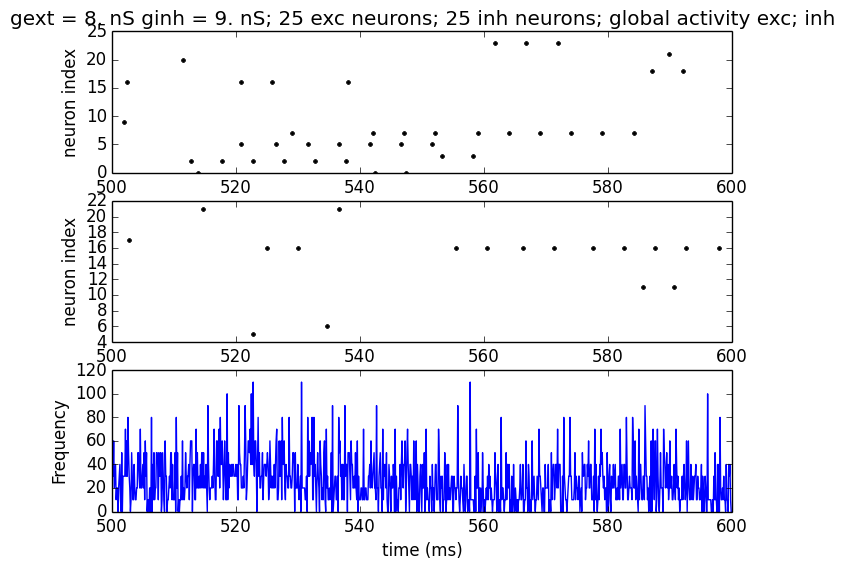 gext = 8. nS ginh = 9. nS; 25 exc neurons; 25 inh neurons; global activity exc; inh
25
20
15
10
5
0
neuron index
500 520 540 560 580 600
22
20
18
16
14
12
10
8
6
4
neuron index
500 520 540 560 580 600
120
100
80
60
40
20
0
Frequency
500 520 540 560 580 600
time (ms)